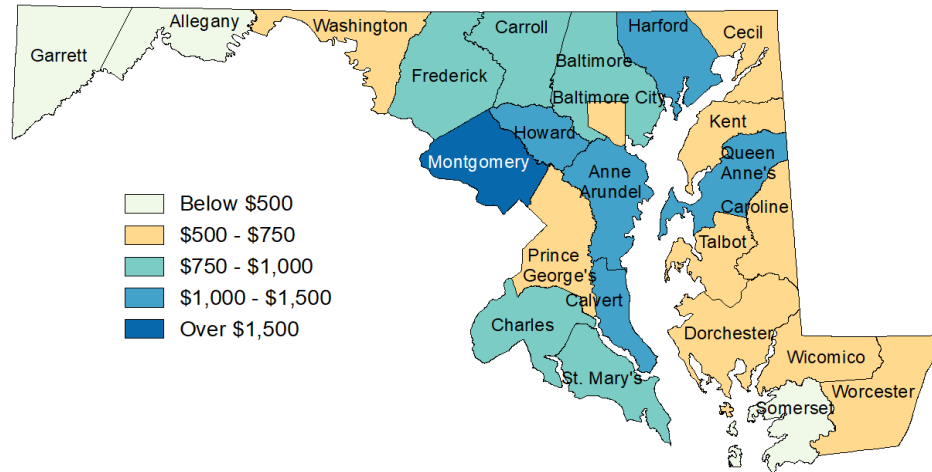 Allegany
Washington
Carroll
Harford
Cecil
Garrett
Frederick
Baltimore
Baltimore City
Kent
Howard
Queen
Anne's
Montgomery
Anne
Arundel
Caroline
Talbot
Prince
George's
Calvert
Charles
Dorchester
St. Mary's
Wicomico
Somerset
Worcester
Below $500
$500 - $750
$750 - $1,000
$1,000 - $1,500
Over $1,500